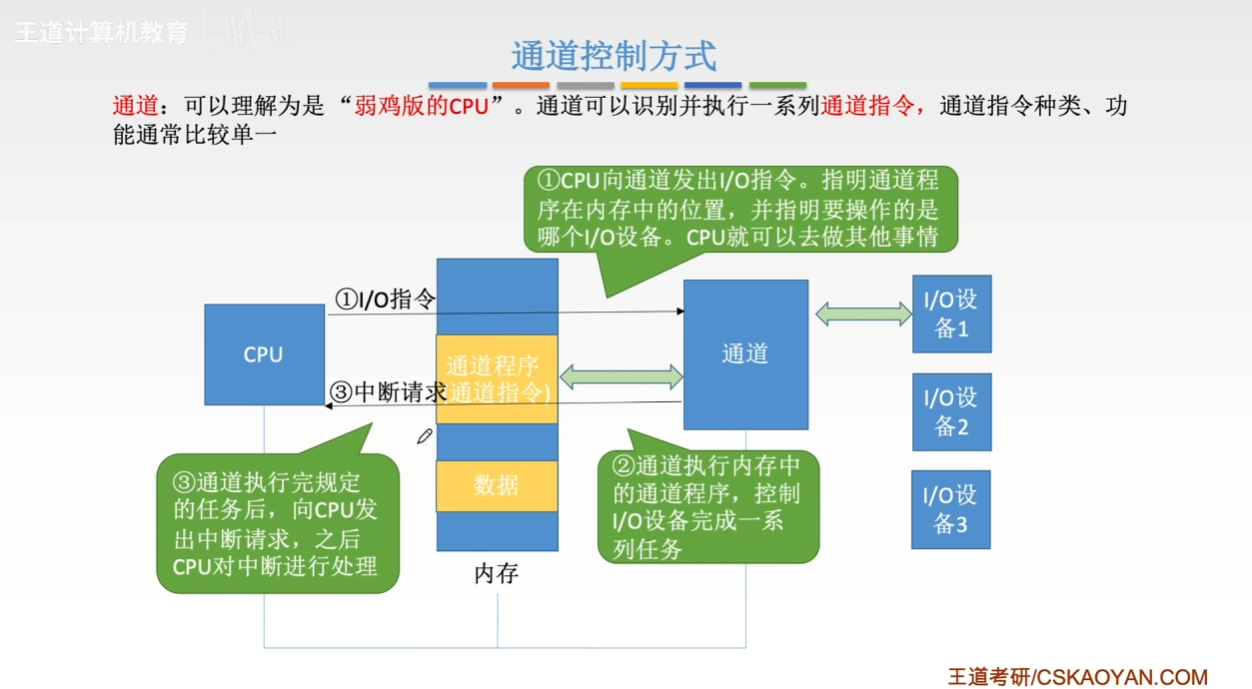 王道计算机教育
通道控制方式
通道：可以理解为是“弱鸡版的CPU”。通道可以识别并执行一系列通道指令，通道指令种类、功
能通常比较单一
①CPU向通道发出I/O指令。指明通道程
序在内存中的位置，并指明要操作的是
哪个I/O设备。CPU就可以去做其他事情
①I/O指令
CPU
通道程序
(通道指令)
③中断请求
通道
I/O设
备1
I/O设
备2
I/O设
备3
③通道执行完规定
的任务后，向CPU发
出中断请求，之后
CPU对中断进行处理
数据
②通道执行内存中
的通道程序，控制
I/O设备完成一系
列任务
内存
王道考研/CSKAOYAN.COM